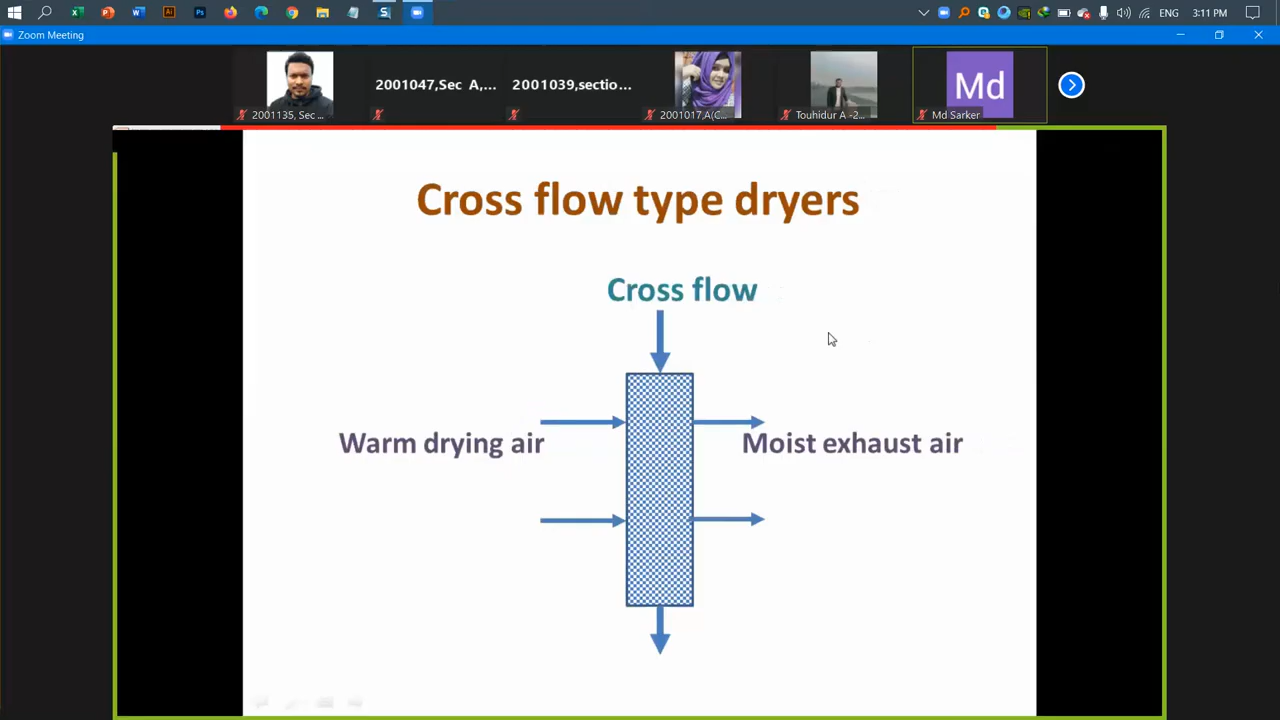 ENG 3:11 PM
Zoom Meeting
2001047,Sec A,...
2001039,sectio...
Md
2001135, Sec ...
2001017,A(C...
Touhidur A -2...
Md Sarker
Cross flow type dryers
Cross flow
Warm drying air
Moist exhaust air